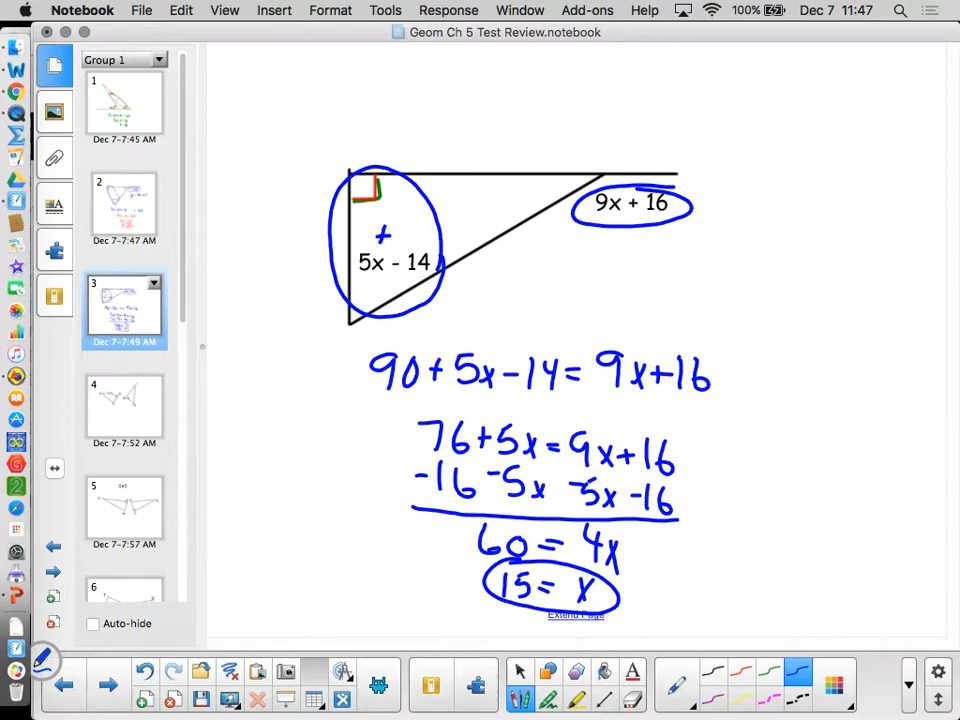 Notebook File Edit View Insert Format Tools Response Window Add-ons Help 100% Dec 7 11:47
Geom Ch 5 Test Review.notebook
Group 1
1
Dec 7-7:45 AM
2
Dec 7-7:47 AM
3
Dec 7-7:49 AM
4
Dec 7-7:52 AM
5
Dec 7-7:57 AM
6
Auto-hide
9x + 16
+
5x - 14
90 + 5x - 14 = 9x + 16
76 + 5x = 9x + 16
-16 -5x -5x -16
60 = 4x
15 = x
Extend Page